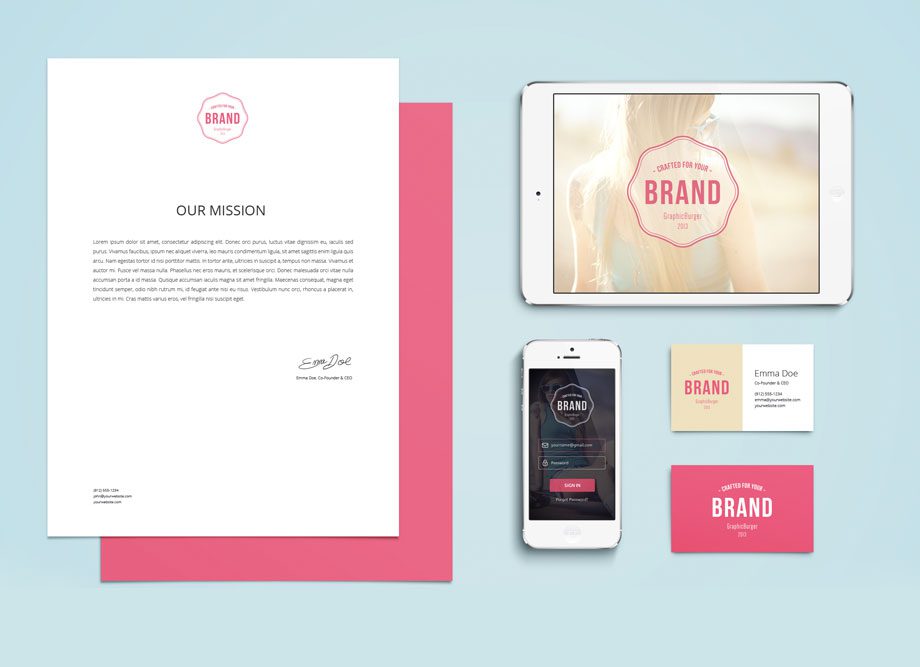 CRAFTED FOR YOUR
BRAND
GraphicBurger
2013
OUR MISSION
Lorem ipsum dolor sit amet, consectetur adipiscing elit. Donec orci purus, luctus vitae dignissim eu, iaculis sed
purus. Vivamus faucibus, ipsum nec aliquet viverra, leo mauris condimentum ligula, sit amet sagittis enim ligula quis
arcu. Nam egestas tortor id nisi porttitor mattis. In tortor ante, ultricies in suscipit a, tempus non massa. Vivamus et
auctor mi. Fusce vel massa nulla. Phasellus nec eros mauris, et scelerisque orci. Donec malesuada orci vitae nulla
accumsan porta a id massa. Quisque accumsan iaculis magna sit amet fringilla. Maecenas consequat, magna eget
tincidunt semper, odio nibh rutrum mi, id feugiat ante nisi eu risus. Vestibulum nunc orci, rhoncus a placerat in,
ultricies in mi. Cras mattis varius eros, vel fringilla nisi suscipit eget.
Emma Doe
Emma Doe, Co-Founder & CEO
(912) 555-1234
john@yourwebsite.com
yourwebsite.com
- CRAFTED FOR YOUR -
BRAND
GraphicBurger
2013
CRAFTED FOR YOUR
BRAND
yourname@gmail.com
Password
SIGN IN
Forgot Password?
- CRAFTED FOR YOUR -
BRAND
GraphicBurger
2013
Emma Doe
Co-Founder & CEO
(912) 555-1234
emma@yourwebsite.com
yourwebsite.com
- CRAFTED FOR YOUR -
BRAND
GraphicBurger
2013